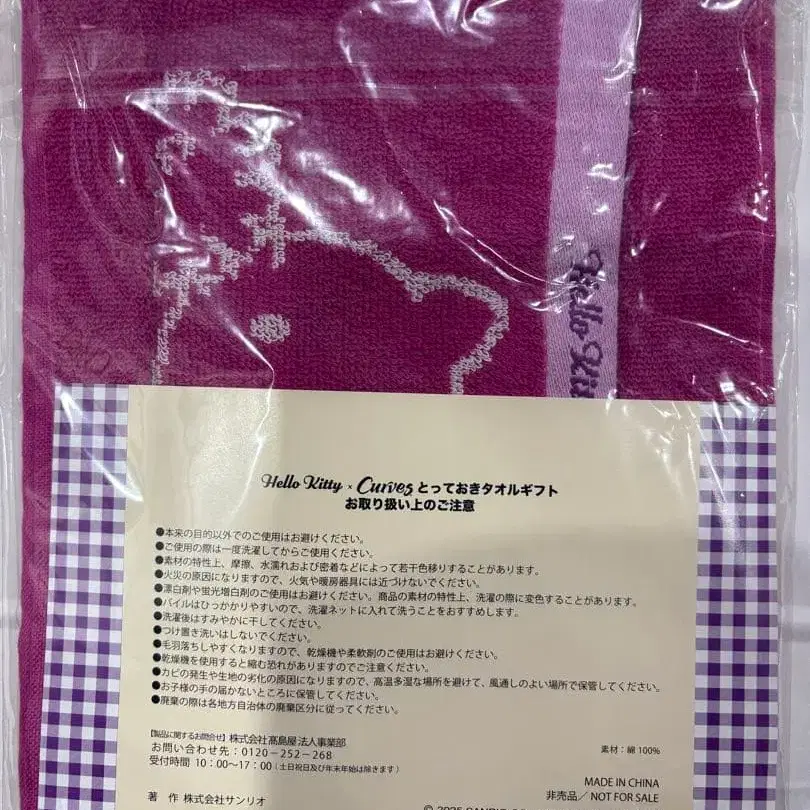 Hello Kitty
Hello Kitty × Curves とっておきタオルギフト
お取り扱い上のご注意
●本来の目的以外でのご使用はお避けください。
●ご使用の際は一度洗濯してからご使用ください。
●素材の特性上、摩擦、水濡れおよび密着などによって若干色移りすることがあります。
●火災の原因になりますので、火気や暖房器具には近づけないでください。
●漂白剤や蛍光増白剤のご使用はお避けください。商品の素材の特性上、洗濯の際に変色することがあります。
●パイルはひっかかりやすいので、洗濯ネットに入れて洗うことをおすすめします。
●洗濯後はすみやかに干してください。
●つけ置き洗いはしないでください。
●毛羽落ちしやすくなりますので、乾燥機や柔軟剤のご使用はお避けください。
●乾燥機を使用すると縮む恐れがありますのでご注意ください。
●カビの発生や生地の劣化の原因になりますので、高温多湿な場所を避けて、風通しのよい場所で保管してください。
●お子様の手の届かないところに保管してください。
●廃棄の際は各地方自治体の廃棄区分に従ってください。
【製品に関するお問合せ】株式会社髙島屋法人事業部
お問い合わせ先：0120－252－268
受付時間 10：00～17：00（土日祝日及び年末年始は除きます）
素材：綿 100％
著 作 株式会社サンリオ
MADE IN CHINA
非売品／NOT FOR SALE